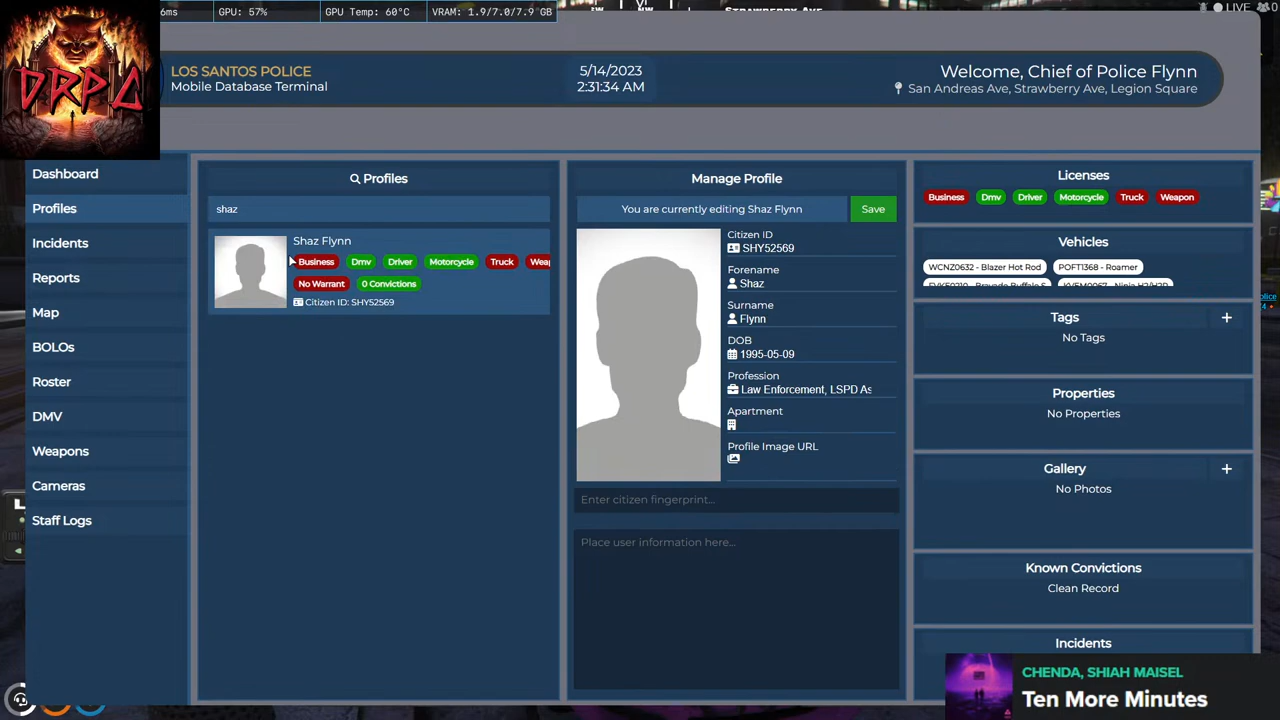 6ms GPU: 57% GPU Temp: 60°C VRAM: 1.9/7.0/7.9 GB
LIVE 0
DRPC
LOS SANTOS POLICE
Mobile Database Terminal
5/14/2023
2:31:34 AM
Welcome, Chief of Police Flynn
San Andreas Ave, Strawberry Ave, Legion Square
Dashboard
Profiles
Incidents
Reports
Map
BOLOs
Roster
DMV
Weapons
Cameras
Staff Logs
Profiles
shaz
Shaz Flynn
Business Dmv Driver Motorcycle Truck Weap
No Warrant 0 Convictions
Citizen ID: SHY52569
Manage Profile
You are currently editing Shaz Flynn Save
Citizen ID
SHY52569
Forename
Shaz
Surname
Flynn
DOB
1995-05-09
Profession
Law Enforcement, LSPD As
Apartment
Profile Image URL
Enter citizen fingerprint...
Place user information here...
Licenses
Business Dmv Driver Motorcycle Truck Weapon
Vehicles
WCNZ0632 - Blazer Hot Rod POFT1368 - Roamer
Tags +
No Tags
Properties
No Properties
Gallery +
No Photos
Known Convictions
Clean Record
Incidents
CHENDA, SHIAH MAISEL
Ten More Minutes